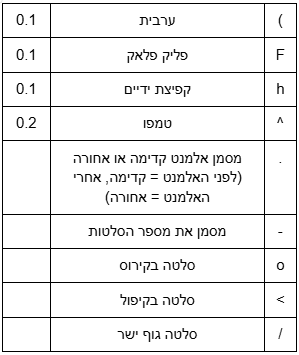 ( ערבית 0.1
F פליק פלאק 0.1
h קפיצת ידיים 0.1
^ טמפו 0.2
. מסמן אלמנט קדימה או אחורה
(לפני האלמנט = קדימה, אחרי
האלמנט = אחורה)
- מסמן את מספר הסלטות
o סלטה בקירוס
< סלטה בקיפול
/ סלטה גוף ישר